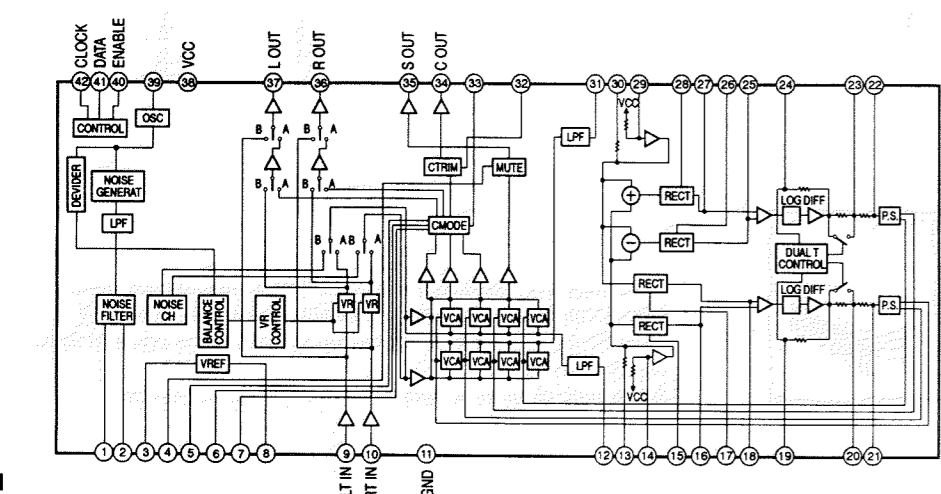 CLOCK
DATA
ENABLE
VCC
L OUT
R OUT
S OUT
C OUT
42 41 40 39 38 37 36 35 34 33 32 31 30 29 28 27 26 25 24 23 22
CONTROL
OSC
B A
B A
LPF
VCC
DEVIDER
NOISE
GENERAT
LPF
B A
B A
CTRIM
MUTE
+
RECT
LOG DIFF
P.S.
B A
CMODE
−
RECT
DUAL T
CONTROL
RECT
LOG DIFF
P.S.
NOISE
FILTER
NOISE
CH
BALANCE
CONTROL
VR
CONTROL
VR
VR
VCA
VCA
VCA
VCA
RECT
VREF
VCA
VCA
VCA
VCA
LPF
VCC
1 2 3 4 5 6 7 8 9 10 11 12 13 14 15 16 17 18 19 20 21
LT IN
RT IN
GND